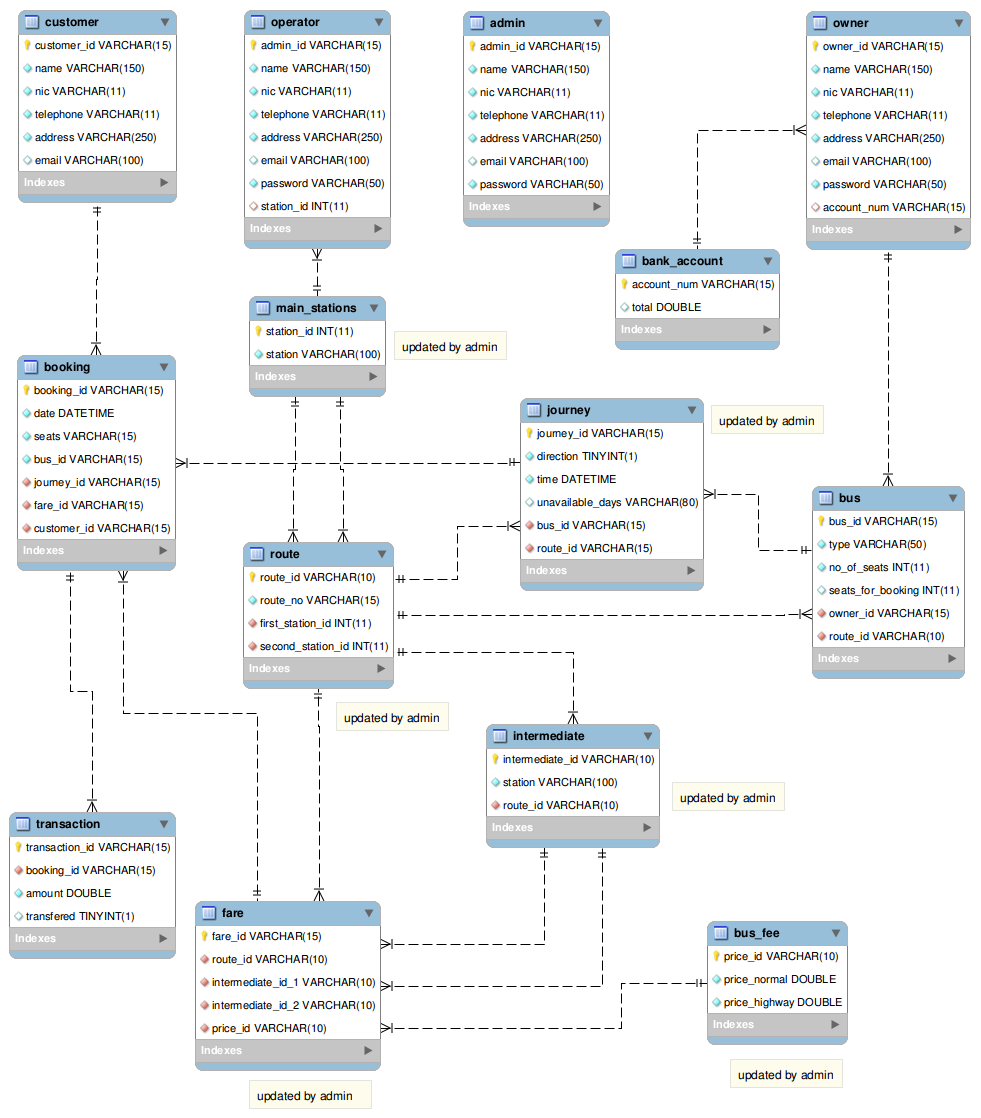 customer
customer_id VARCHAR(15)
name VARCHAR(150)
nic VARCHAR(11)
telephone VARCHAR(11)
address VARCHAR(250)
email VARCHAR(100)
Indexes
operator
admin_id VARCHAR(15)
name VARCHAR(150)
nic VARCHAR(11)
telephone VARCHAR(11)
address VARCHAR(250)
email VARCHAR(100)
password VARCHAR(50)
station_id INT(11)
Indexes
admin
admin_id VARCHAR(15)
name VARCHAR(150)
nic VARCHAR(11)
telephone VARCHAR(11)
address VARCHAR(250)
email VARCHAR(100)
password VARCHAR(50)
Indexes
owner
owner_id VARCHAR(15)
name VARCHAR(150)
nic VARCHAR(11)
telephone VARCHAR(11)
address VARCHAR(250)
email VARCHAR(100)
password VARCHAR(50)
account_num VARCHAR(15)
Indexes
bank_account
account_num VARCHAR(15)
total DOUBLE
Indexes
main_stations
station_id INT(11)
station VARCHAR(100)
Indexes
updated by admin
booking
booking_id VARCHAR(15)
date DATETIME
seats VARCHAR(15)
bus_id VARCHAR(15)
journey_id VARCHAR(15)
fare_id VARCHAR(15)
customer_id VARCHAR(15)
Indexes
journey
journey_id VARCHAR(15)
direction TINYINT(1)
time DATETIME
unavailable_days VARCHAR(80)
bus_id VARCHAR(15)
route_id VARCHAR(15)
Indexes
updated by admin
bus
bus_id VARCHAR(15)
type VARCHAR(50)
no_of_seats INT(11)
seats_for_booking INT(11)
owner_id VARCHAR(15)
route_id VARCHAR(10)
Indexes
route
route_id VARCHAR(10)
route_no VARCHAR(15)
first_station_id INT(11)
second_station_id INT(11)
Indexes
updated by admin
intermediate
intermediate_id VARCHAR(10)
station VARCHAR(100)
route_id VARCHAR(10)
Indexes
updated by admin
transaction
transaction_id VARCHAR(15)
booking_id VARCHAR(15)
amount DOUBLE
transfered TINYINT(1)
Indexes
fare
fare_id VARCHAR(15)
route_id VARCHAR(10)
intermediate_id_1 VARCHAR(10)
intermediate_id_2 VARCHAR(10)
price_id VARCHAR(10)
Indexes
updated by admin
bus_fee
price_id VARCHAR(10)
price_normal DOUBLE
price_highway DOUBLE
Indexes
updated by admin